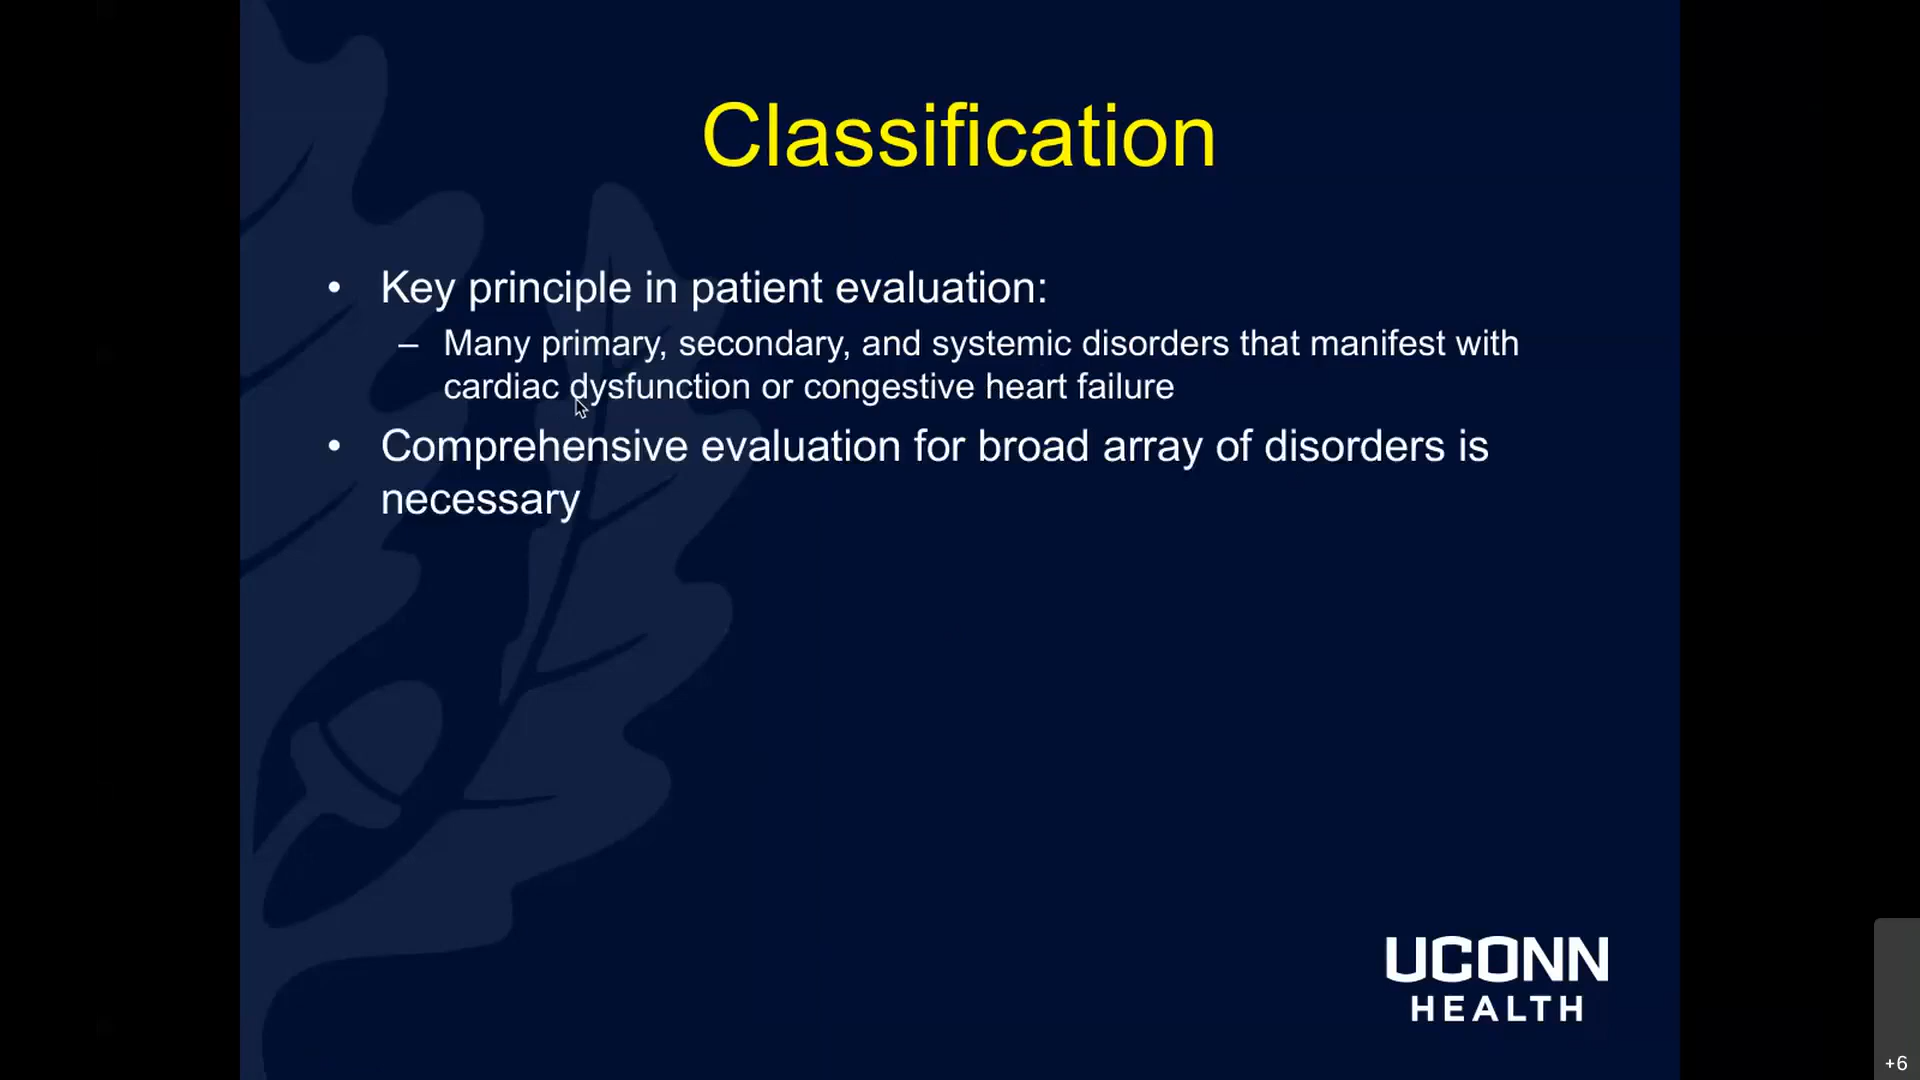 Classification
• Key principle in patient evaluation:
– Many primary, secondary, and systemic disorders that manifest with
cardiac dysfunction or congestive heart failure
• Comprehensive evaluation for broad array of disorders is
necessary
UCONN
HEALTH
+6